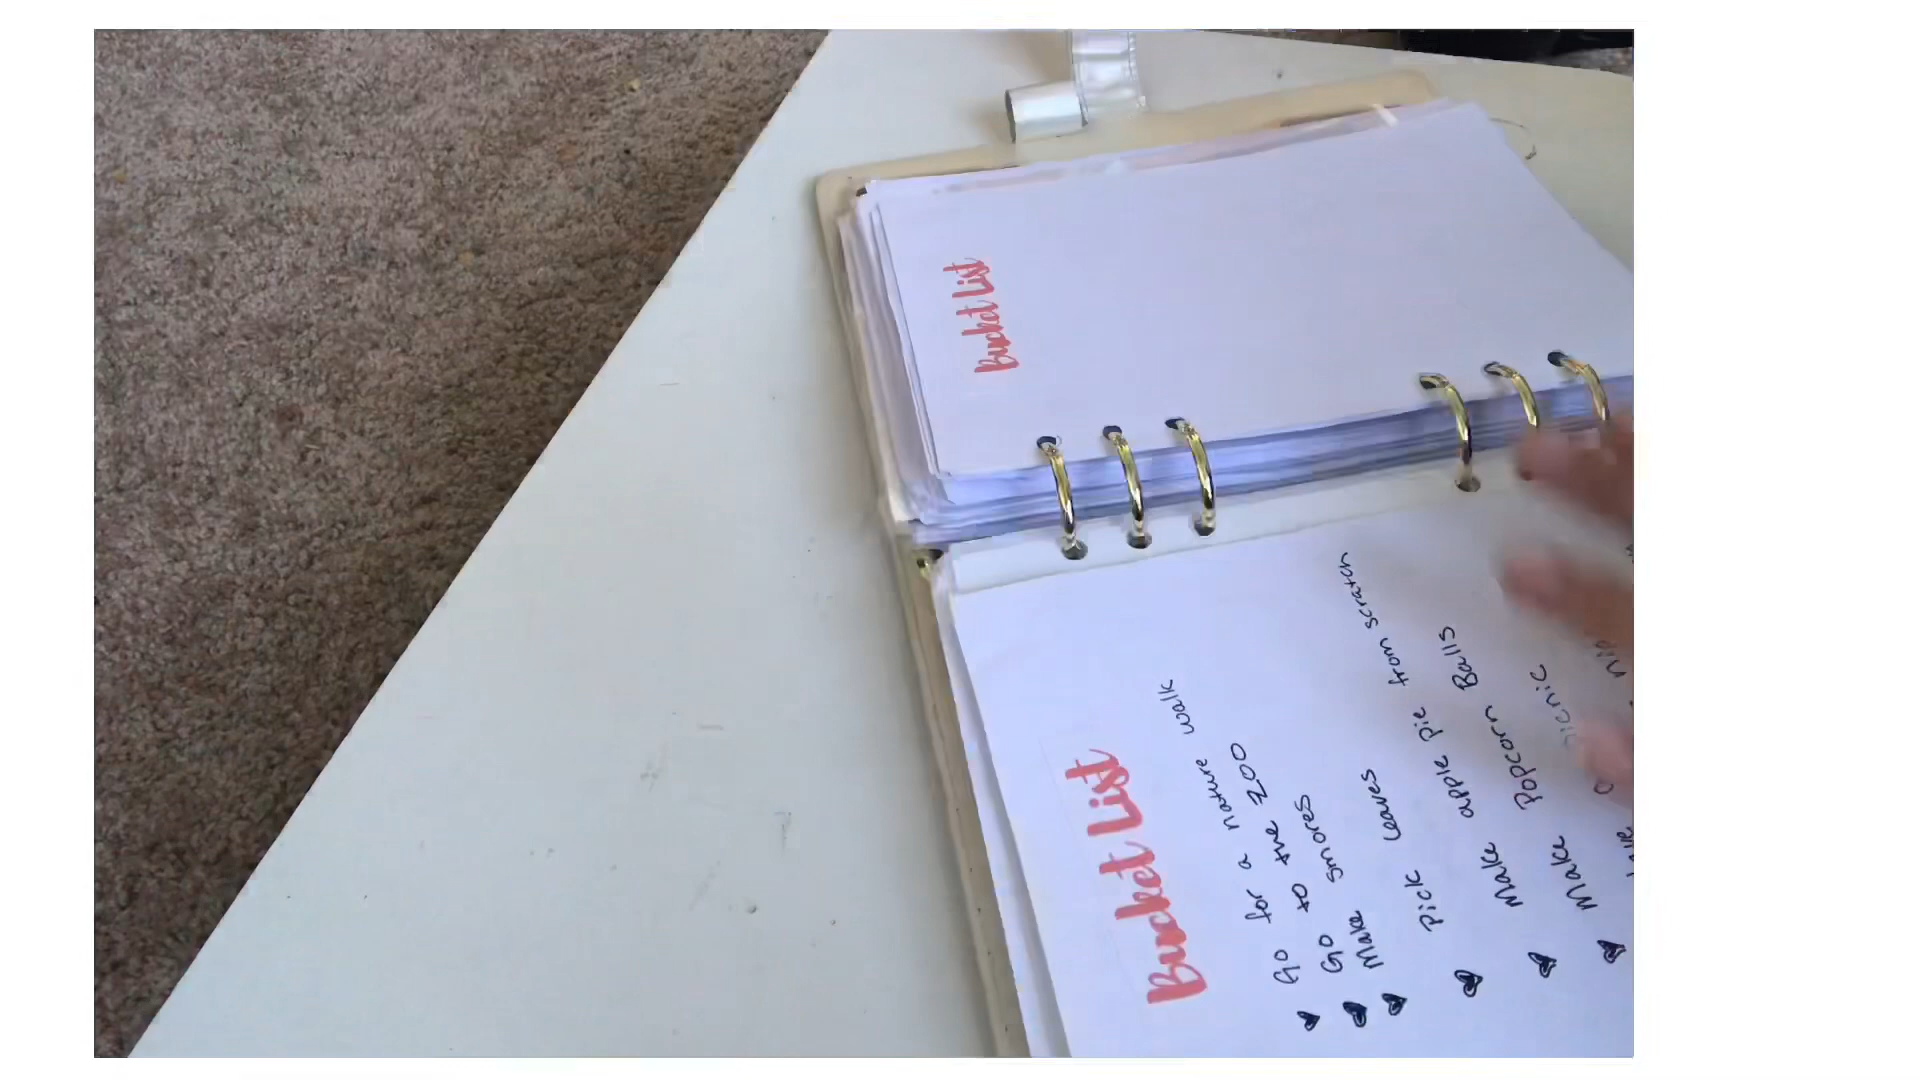 Bucket List
Bucket List
Go for a nature walk
Go to the zoo
Make smores
Pick leaves
Make apple pie from scratch
Make Popcorn Balls
picnic